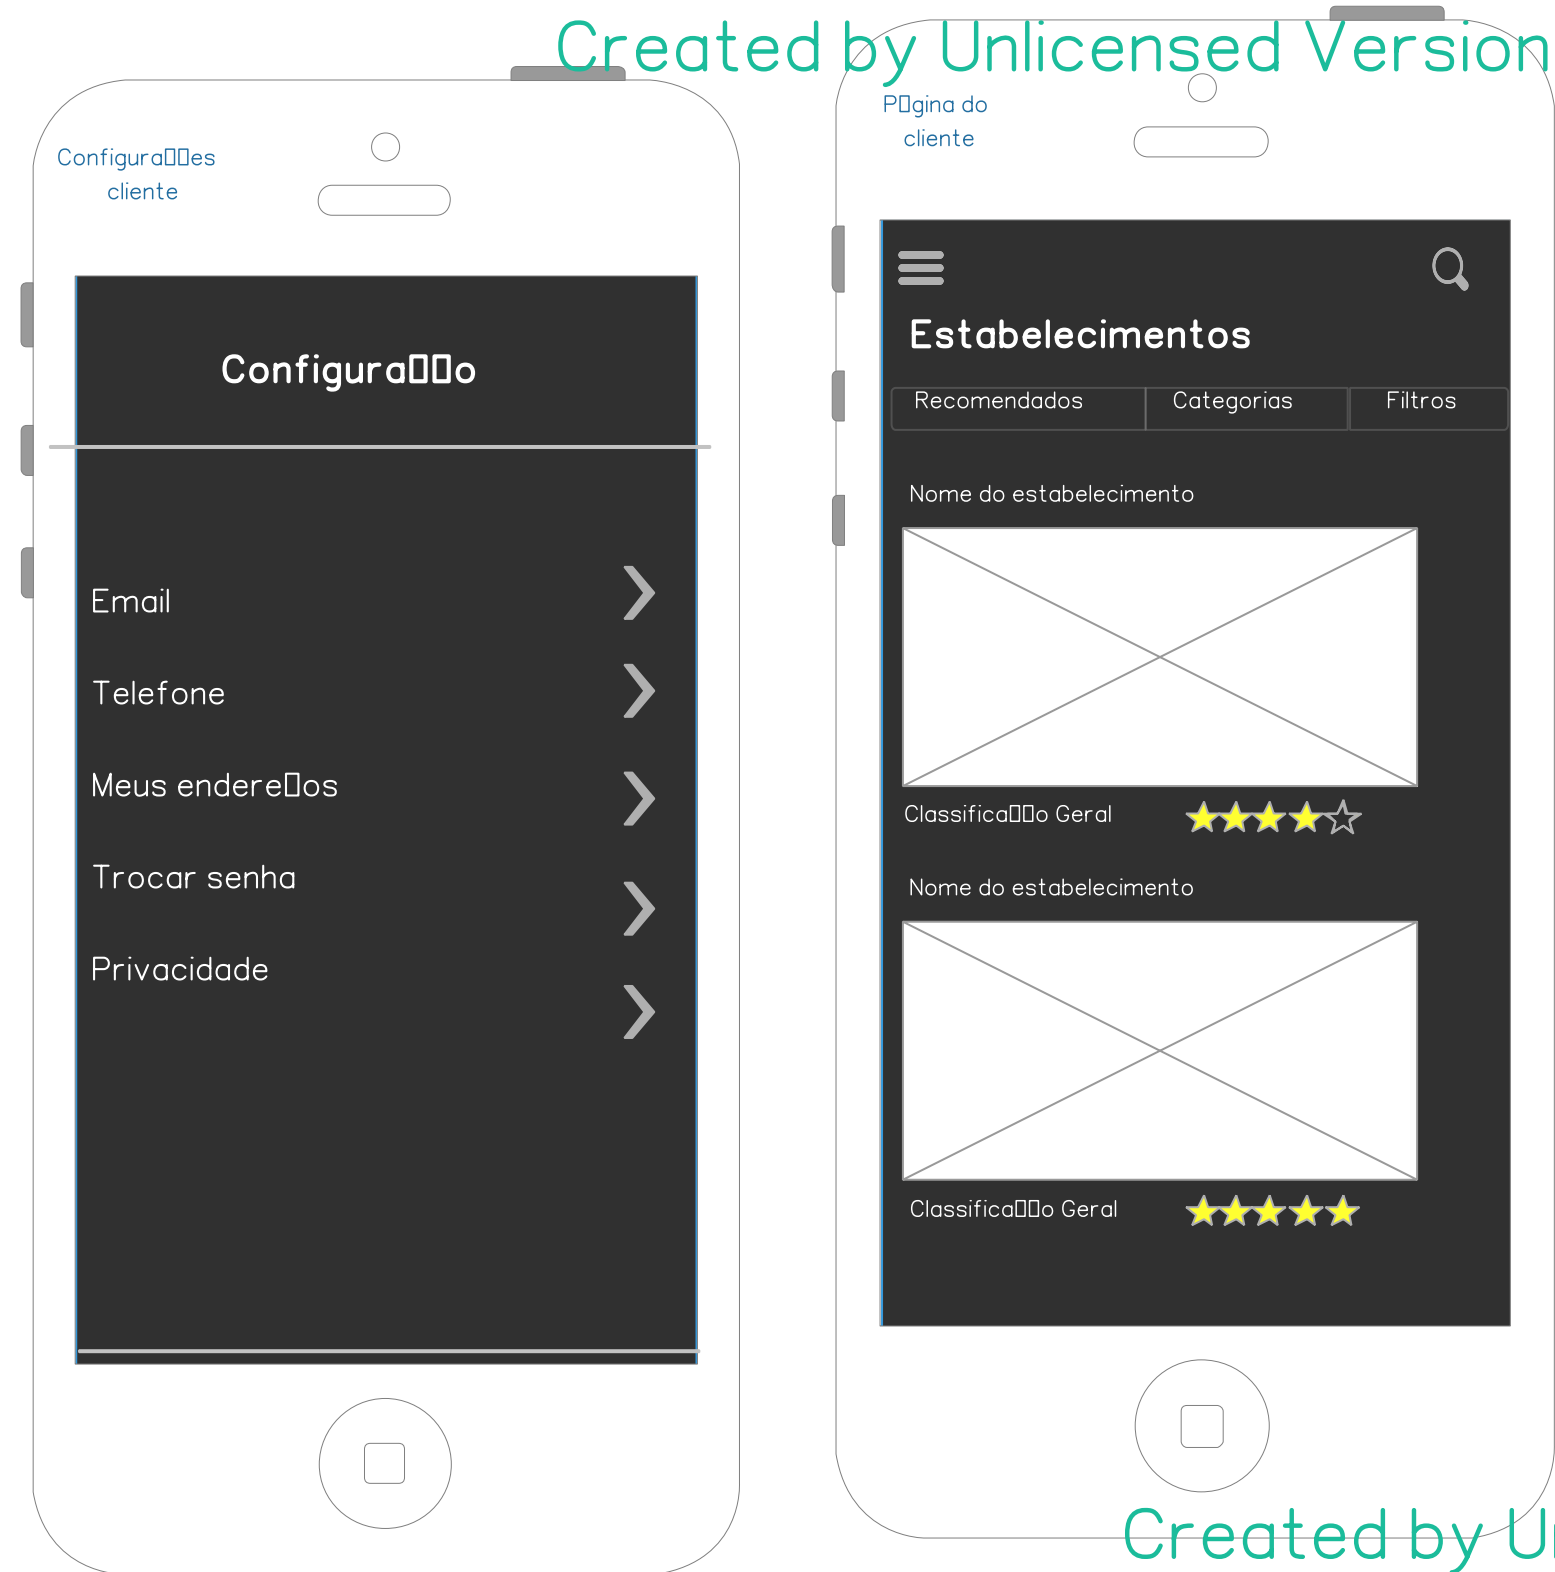 Created by Unlicensed Version
Configura▯▯es
cliente
Configura▯▯o
Email
Telefone
Meus endere▯os
Trocar senha
Privacidade
P▯gina do
cliente
Estabelecimentos
Recomendados Categorias Filtros
Nome do estabelecimento
Classifica▯▯o Geral
Nome do estabelecimento
Classifica▯▯o Geral
Created by